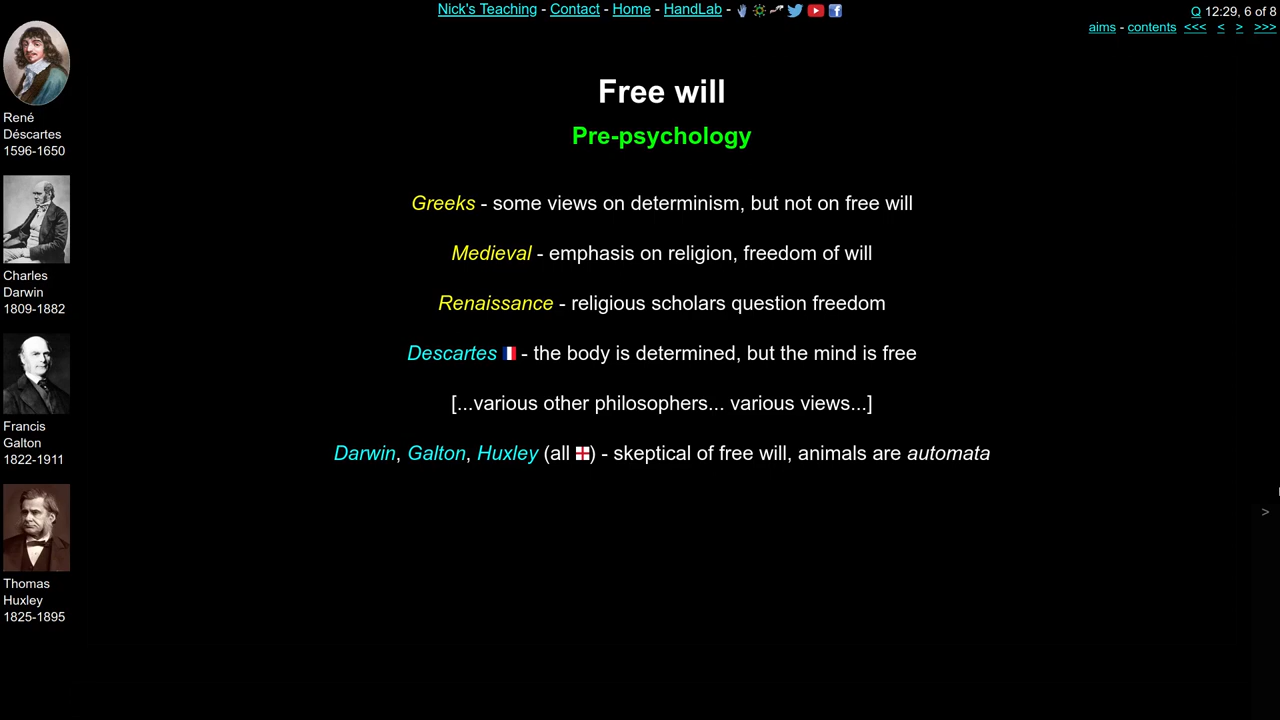 Nick's Teaching - Contact - Home - HandLab -
Q 12:29, 6 of 8
aims - contents <<< < > >>>
René
Déscartes
1596-1650
Charles
Darwin
1809-1882
Francis
Galton
1822-1911
Thomas
Huxley
1825-1895
Free will
Pre-psychology
Greeks - some views on determinism, but not on free will
Medieval - emphasis on religion, freedom of will
Renaissance - religious scholars question freedom
Descartes - the body is determined, but the mind is free
[...various other philosophers... various views...]
Darwin, Galton, Huxley (all ) - skeptical of free will, animals are automata
>